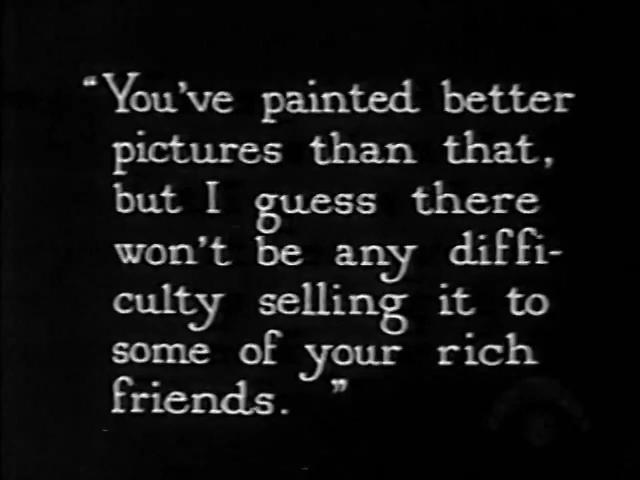 “You've painted better
pictures than that,
but I guess there
won't be any diffi-
culty selling it to
some of your rich
friends. ”